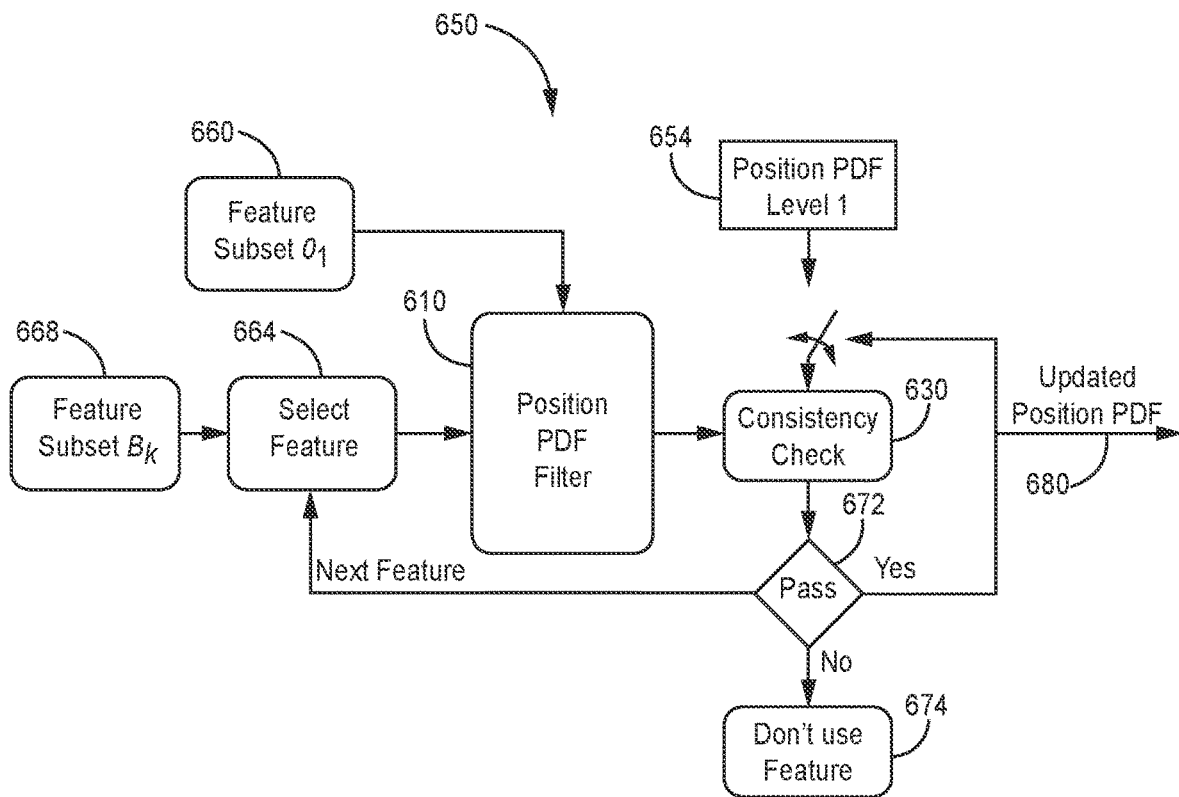 650
660
654
Feature
Subset 0₁
Position PDF
Level 1
610
668
664
Feature
Subset Bₖ
Select
Feature
Position
PDF
Filter
Consistency
Check
630
Updated
Position PDF
680
672
Next Feature
Pass
Yes
No
674
Don't use
Feature